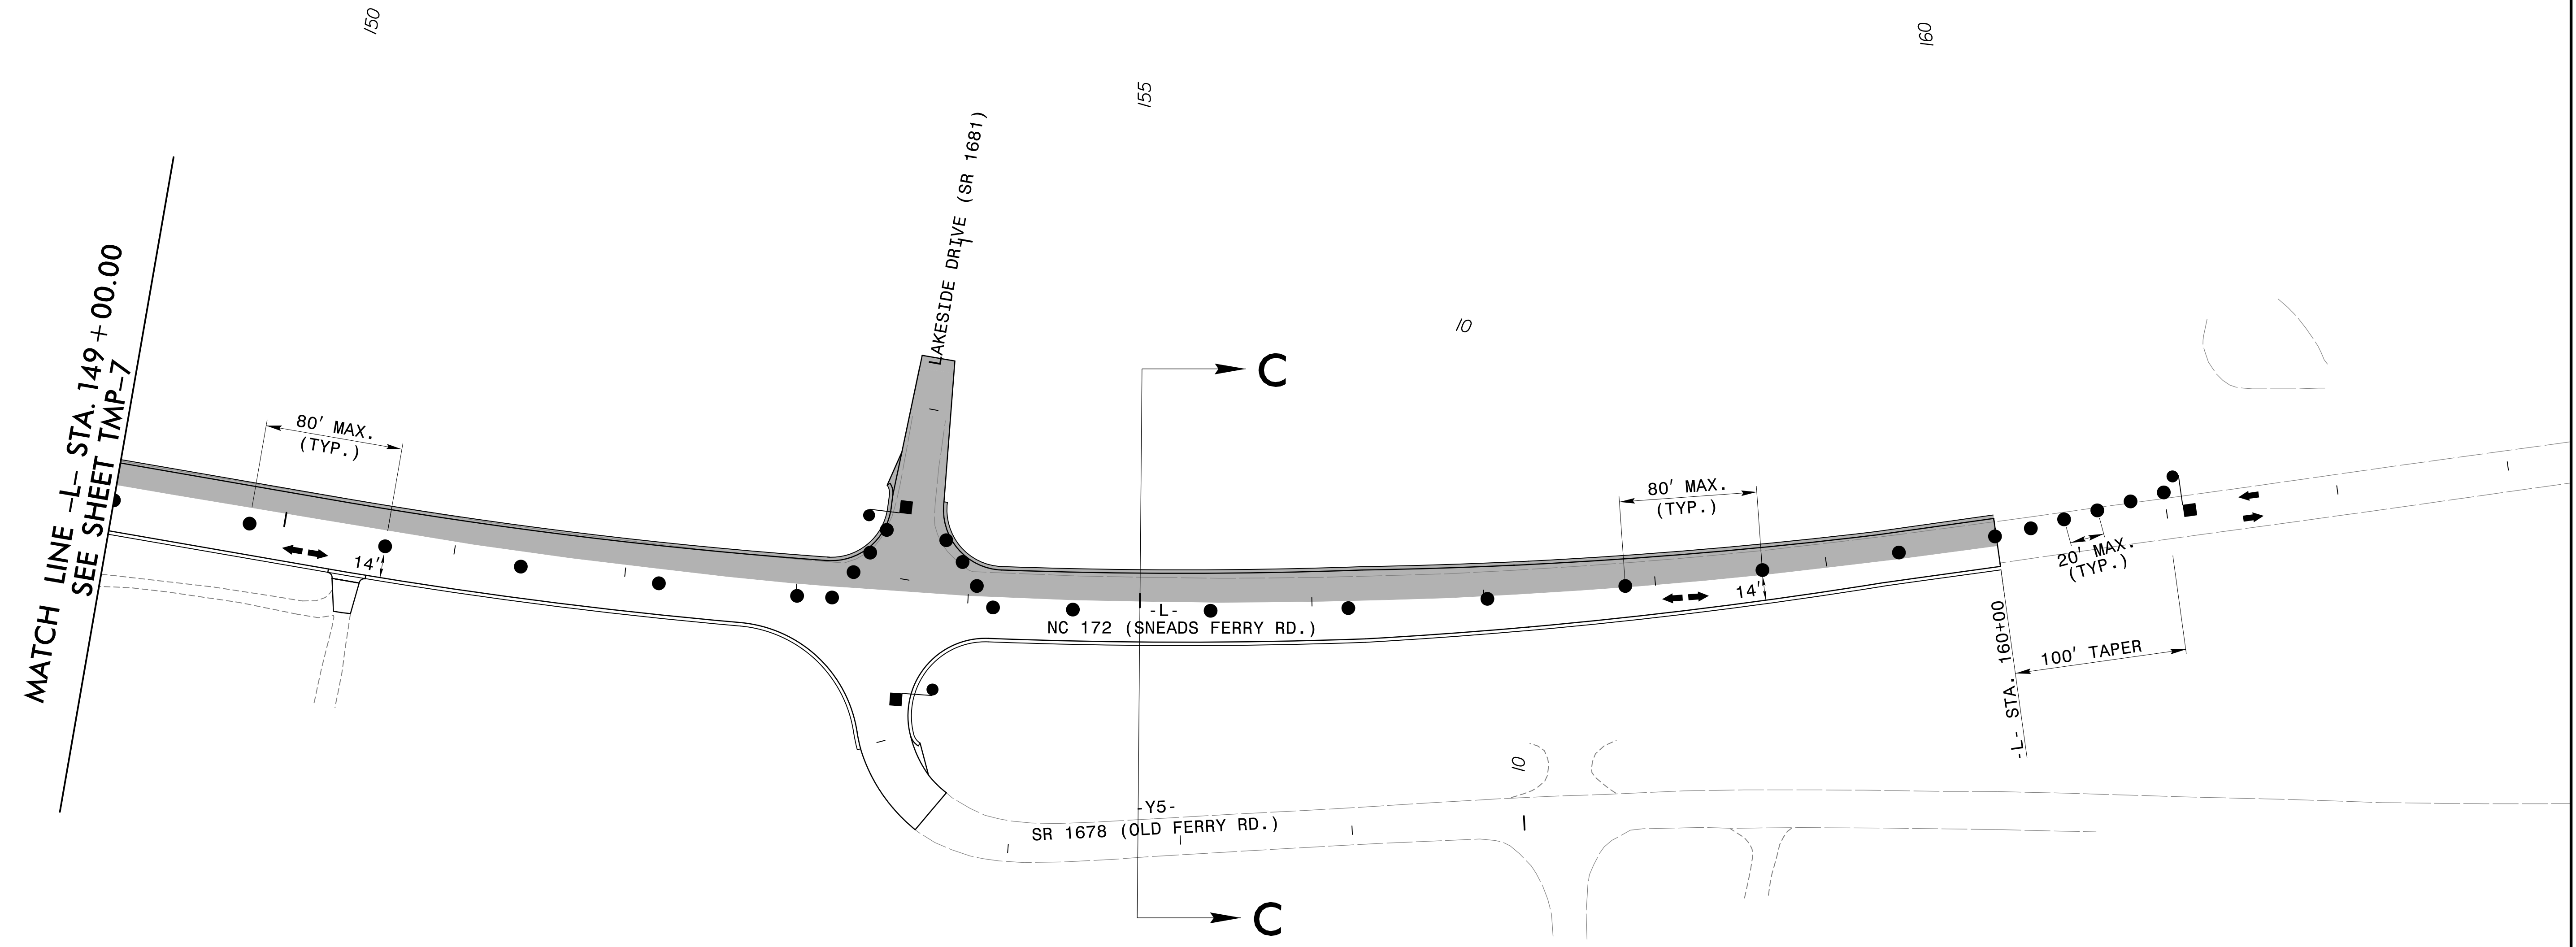 150
155
160
LAKESIDE DRIVE (SR 1681)
MATCH LINE -L- STA. 149+00.00
SEE SHEET TMP-7
10
C
80' MAX.
(TYP.)
80' MAX.
(TYP.)
14'
14'
20' MAX.
(TYP.)
-L-
NC 172 (SNEADS FERRY RD.)
-L- STA. 160+00
100' TAPER
10
-Y5-
SR 1678 (OLD FERRY RD.)
C